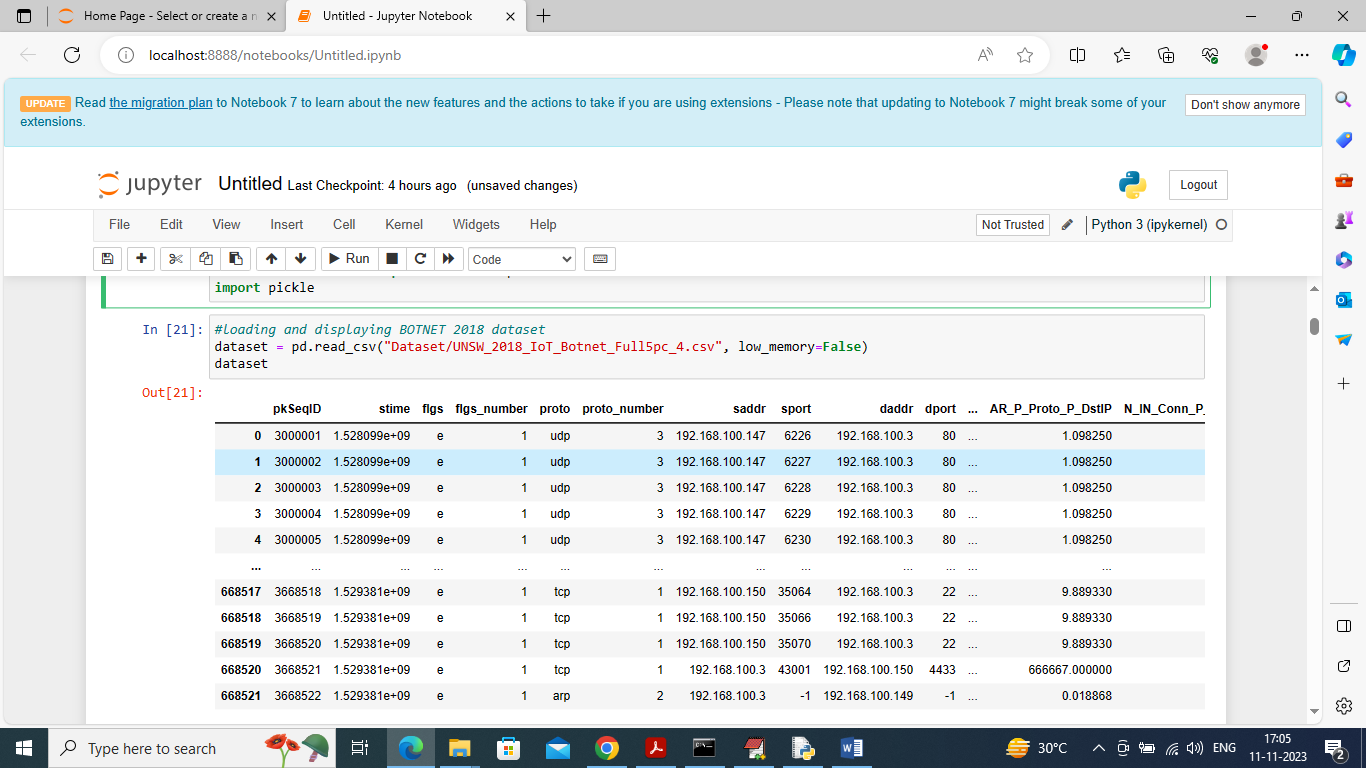 Home Page - Select or create a n
Untitled - Jupyter Notebook
localhost:8888/notebooks/Untitled.ipynb
UPDATE Read the migration plan to Notebook 7 to learn about the new features and the actions to take if you are using extensions - Please note that updating to Notebook 7 might break some of your
extensions.
Don't show anymore
jupyter Untitled Last Checkpoint: 4 hours ago (unsaved changes)
Logout
File Edit View Insert Cell Kernel Widgets Help
Not Trusted Python 3 (ipykernel)
Run Code
import pickle
In [21]: #loading and displaying BOTNET 2018 dataset
dataset = pd.read_csv("Dataset/UNSW_2018_IoT_Botnet_Full5pc_4.csv", low_memory=False)
dataset
Out[21]:
pkSeqID stime flgs flgs_number proto proto_number saddr sport daddr dport ... AR_P_Proto_P_DstIP N_IN_Conn_P_
0 3000001 1.528099e+09 e 1 udp 3 192.168.100.147 6226 192.168.100.3 80 ... 1.098250
1 3000002 1.528099e+09 e 1 udp 3 192.168.100.147 6227 192.168.100.3 80 ... 1.098250
2 3000003 1.528099e+09 e 1 udp 3 192.168.100.147 6228 192.168.100.3 80 ... 1.098250
3 3000004 1.528099e+09 e 1 udp 3 192.168.100.147 6229 192.168.100.3 80 ... 1.098250
4 3000005 1.528099e+09 e 1 udp 3 192.168.100.147 6230 192.168.100.3 80 ... 1.098250
... ... ... ... ... ... ... ... ... ... ... ... ...
668517 3668518 1.529381e+09 e 1 tcp 1 192.168.100.150 35064 192.168.100.3 22 ... 9.889330
668518 3668519 1.529381e+09 e 1 tcp 1 192.168.100.150 35066 192.168.100.3 22 ... 9.889330
668519 3668520 1.529381e+09 e 1 tcp 1 192.168.100.150 35070 192.168.100.3 22 ... 9.889330
668520 3668521 1.529381e+09 e 1 tcp 1 192.168.100.3 43001 192.168.100.150 4433 ... 666667.000000
668521 3668522 1.529381e+09 e 1 arp 2 192.168.100.3 -1 192.168.100.149 -1 ... 0.018868
Type here to search
30°C
ENG
17:05
11-11-2023
2